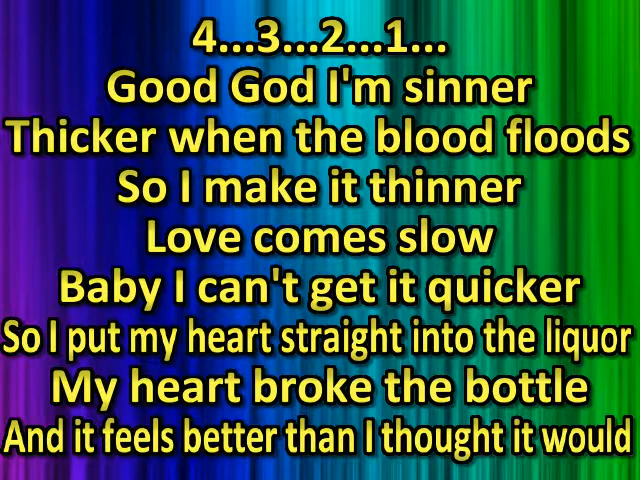 4...3...2...1...
Good God I'm sinner
Thicker when the blood floods
So I make it thinner
Love comes slow
Baby I can't get it quicker
So I put my heart straight into the liquor
My heart broke the bottle
And it feels better than I thought it would